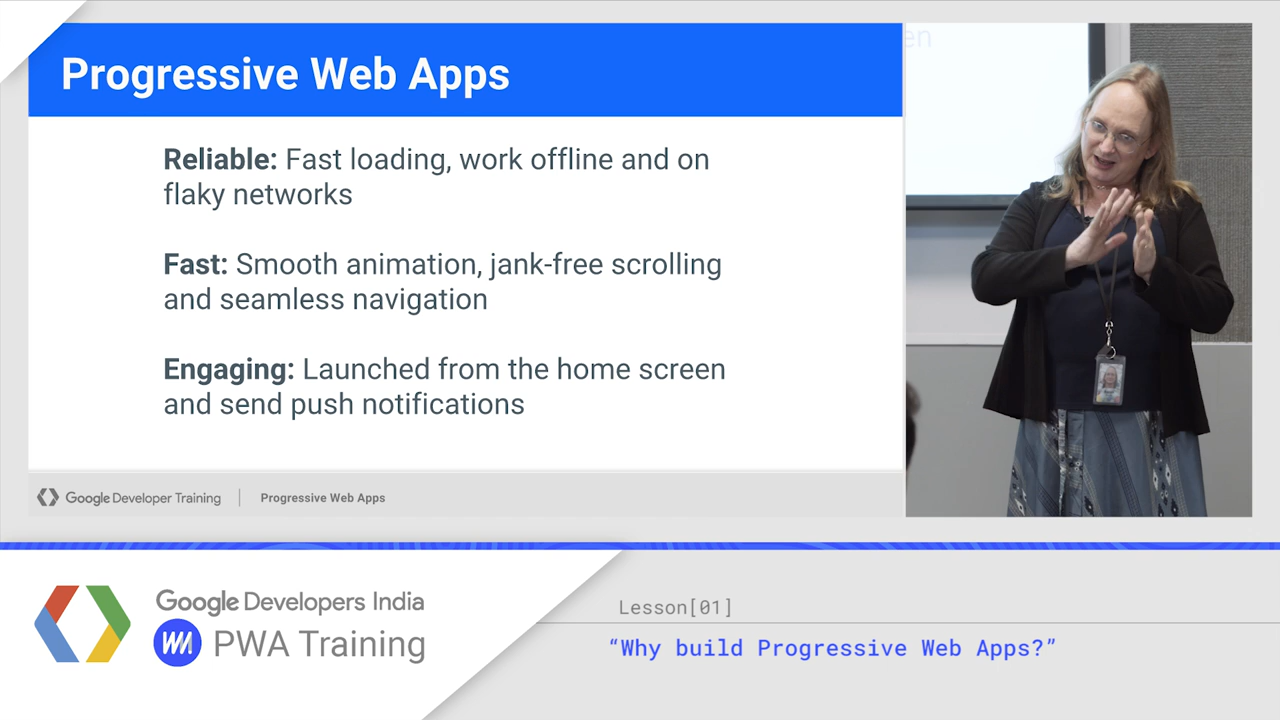 Progressive Web Apps
Reliable: Fast loading, work offline and on
flaky networks
Fast: Smooth animation, jank-free scrolling
and seamless navigation
Engaging: Launched from the home screen
and send push notifications
Google Developer Training | Progressive Web Apps
en
Google Developers India
PWA Training
Lesson[01]
“Why build Progressive Web Apps?”